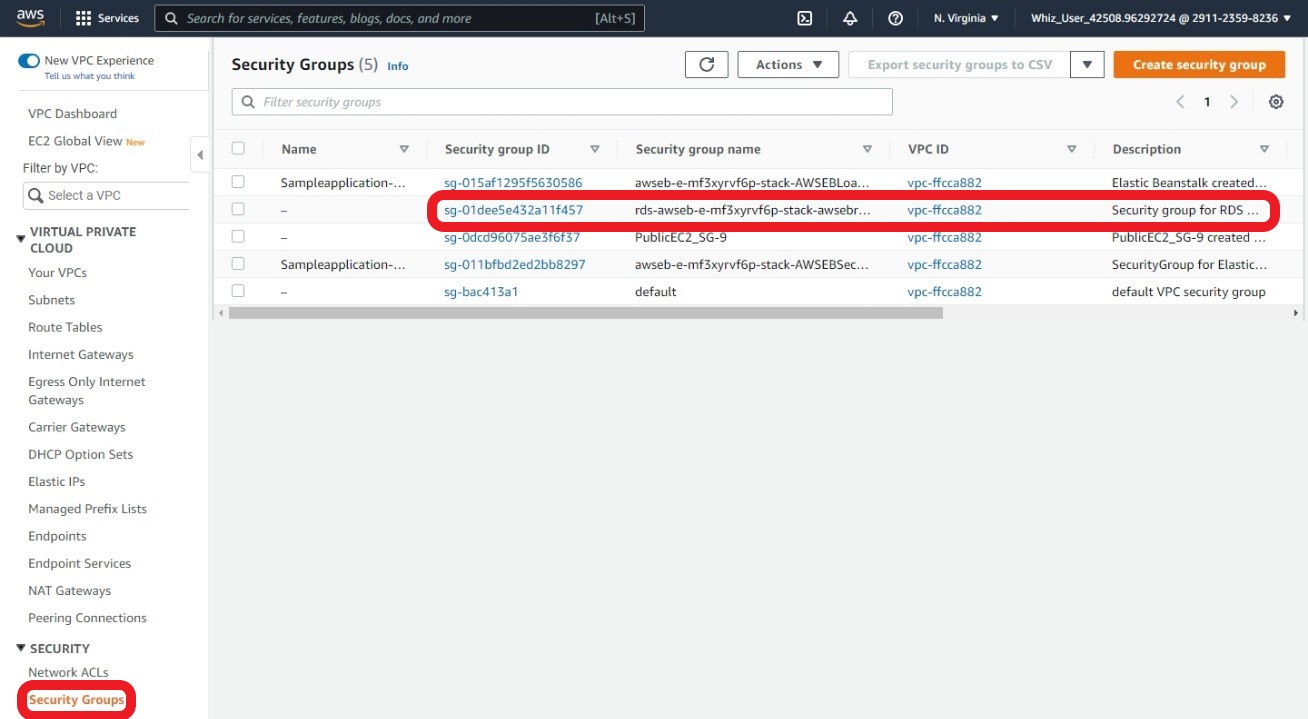 aws
Services
Search for services, features, blogs, docs, and more
[Alt+S]
N. Virginia
Whiz_User_42508.96292724 @ 2911-2359-8236
New VPC Experience
Tell us what you think
VPC Dashboard
EC2 Global View New
Filter by VPC:
Select a VPC
VIRTUAL PRIVATE
CLOUD
Your VPCs
Subnets
Route Tables
Internet Gateways
Egress Only Internet
Gateways
Carrier Gateways
DHCP Option Sets
Elastic IPs
Managed Prefix Lists
Endpoints
Endpoint Services
NAT Gateways
Peering Connections
SECURITY
Network ACLs
Security Groups
Security Groups (5) Info
Actions
Export security groups to CSV
Create security group
Filter security groups
1
Name Security group ID Security group name VPC ID Description
Sampleapplication-... sg-015af1295f5630586 awseb-e-mf3xyrvf6p-stack-AWSEBLoa... vpc-ffcca882 Elastic Beanstalk created...
– sg-01dee5e432a11f457 rds-awseb-e-mf3xyrvf6p-stack-awsebr... vpc-ffcca882 Security group for RDS ...
– sg-0dcd96075ae3f6f37 PublicEC2_SG-9 vpc-ffcca882 PublicEC2_SG-9 created ...
Sampleapplication-... sg-011bfbd2ed2bb8297 awseb-e-mf3xyrvf6p-stack-AWSEBSec... vpc-ffcca882 SecurityGroup for Elastic...
– sg-bac413a1 default vpc-ffcca882 default VPC security group